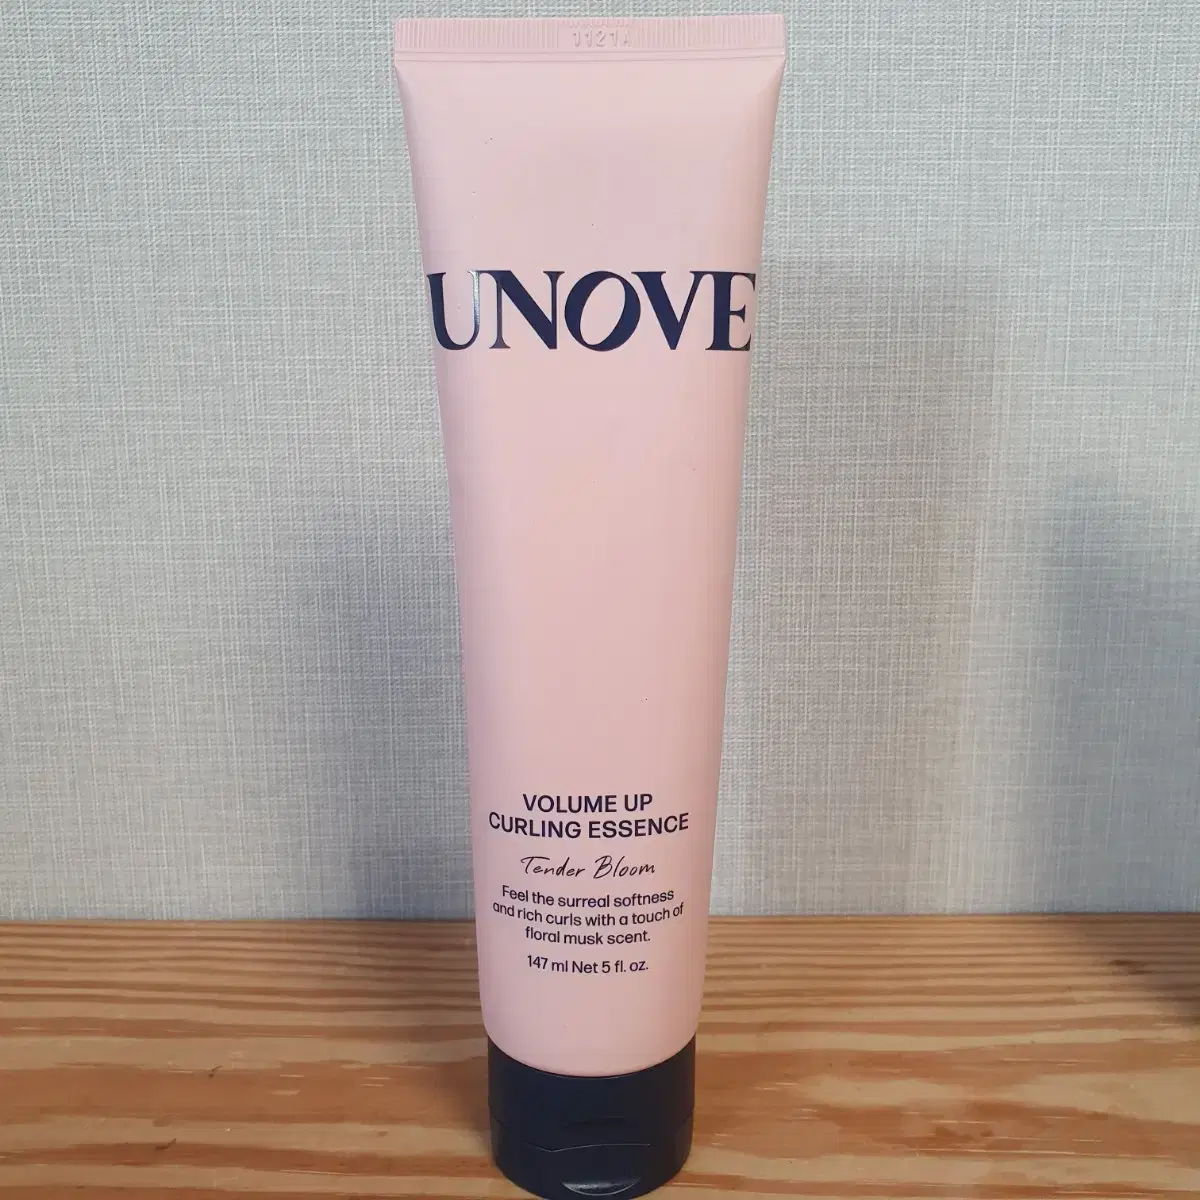 1121A
UNOVE
VOLUME UP
CURLING ESSENCE
Tender Bloom
Feel the surreal softness
and rich curls with a touch of
floral musk scent.
147 ml Net 5 fl. oz.